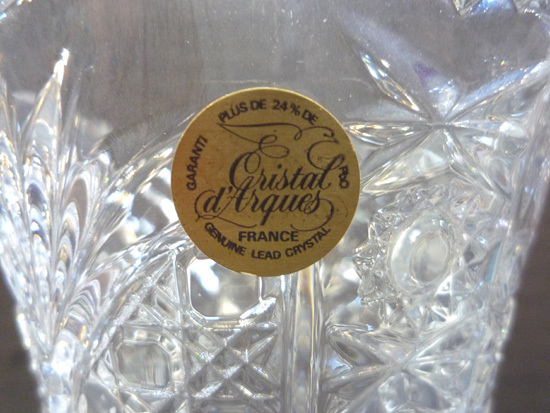 GARANTI PLUS DE 24% DE PbO
Cristal
d'Arques
FRANCE
GENUINE LEAD CRYSTAL